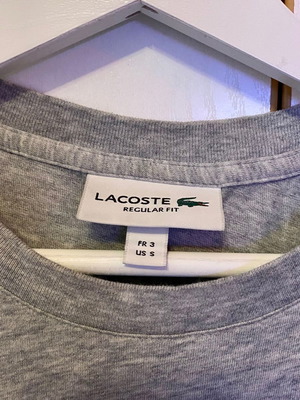 LACOSTE
REGULAR FIT
FR 3
US S